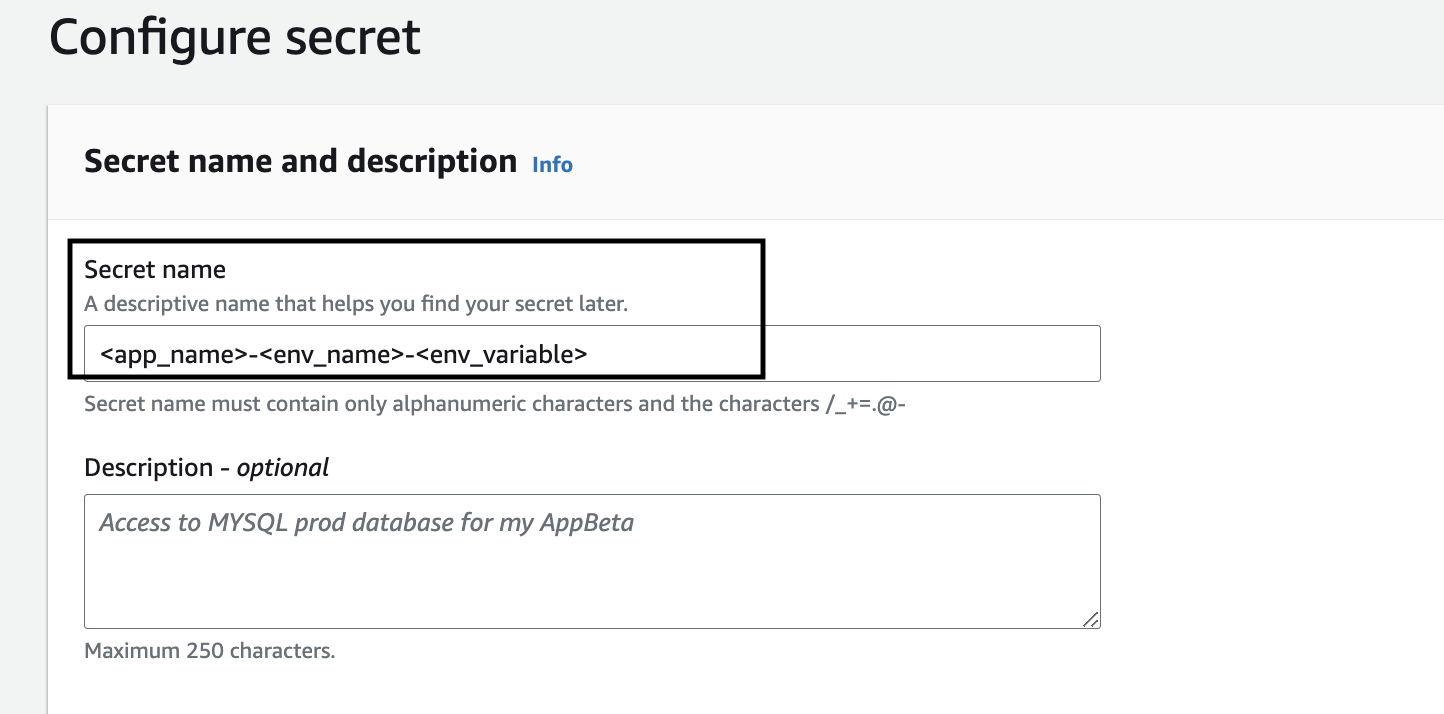 Configure secret
Secret name and description Info
Secret name
A descriptive name that helps you find your secret later.
<app_name>-<env_name>-<env_variable>
Secret name must contain only alphanumeric characters and the characters /_+=.@-
Description - optional
Access to MYSQL prod database for my AppBeta
Maximum 250 characters.